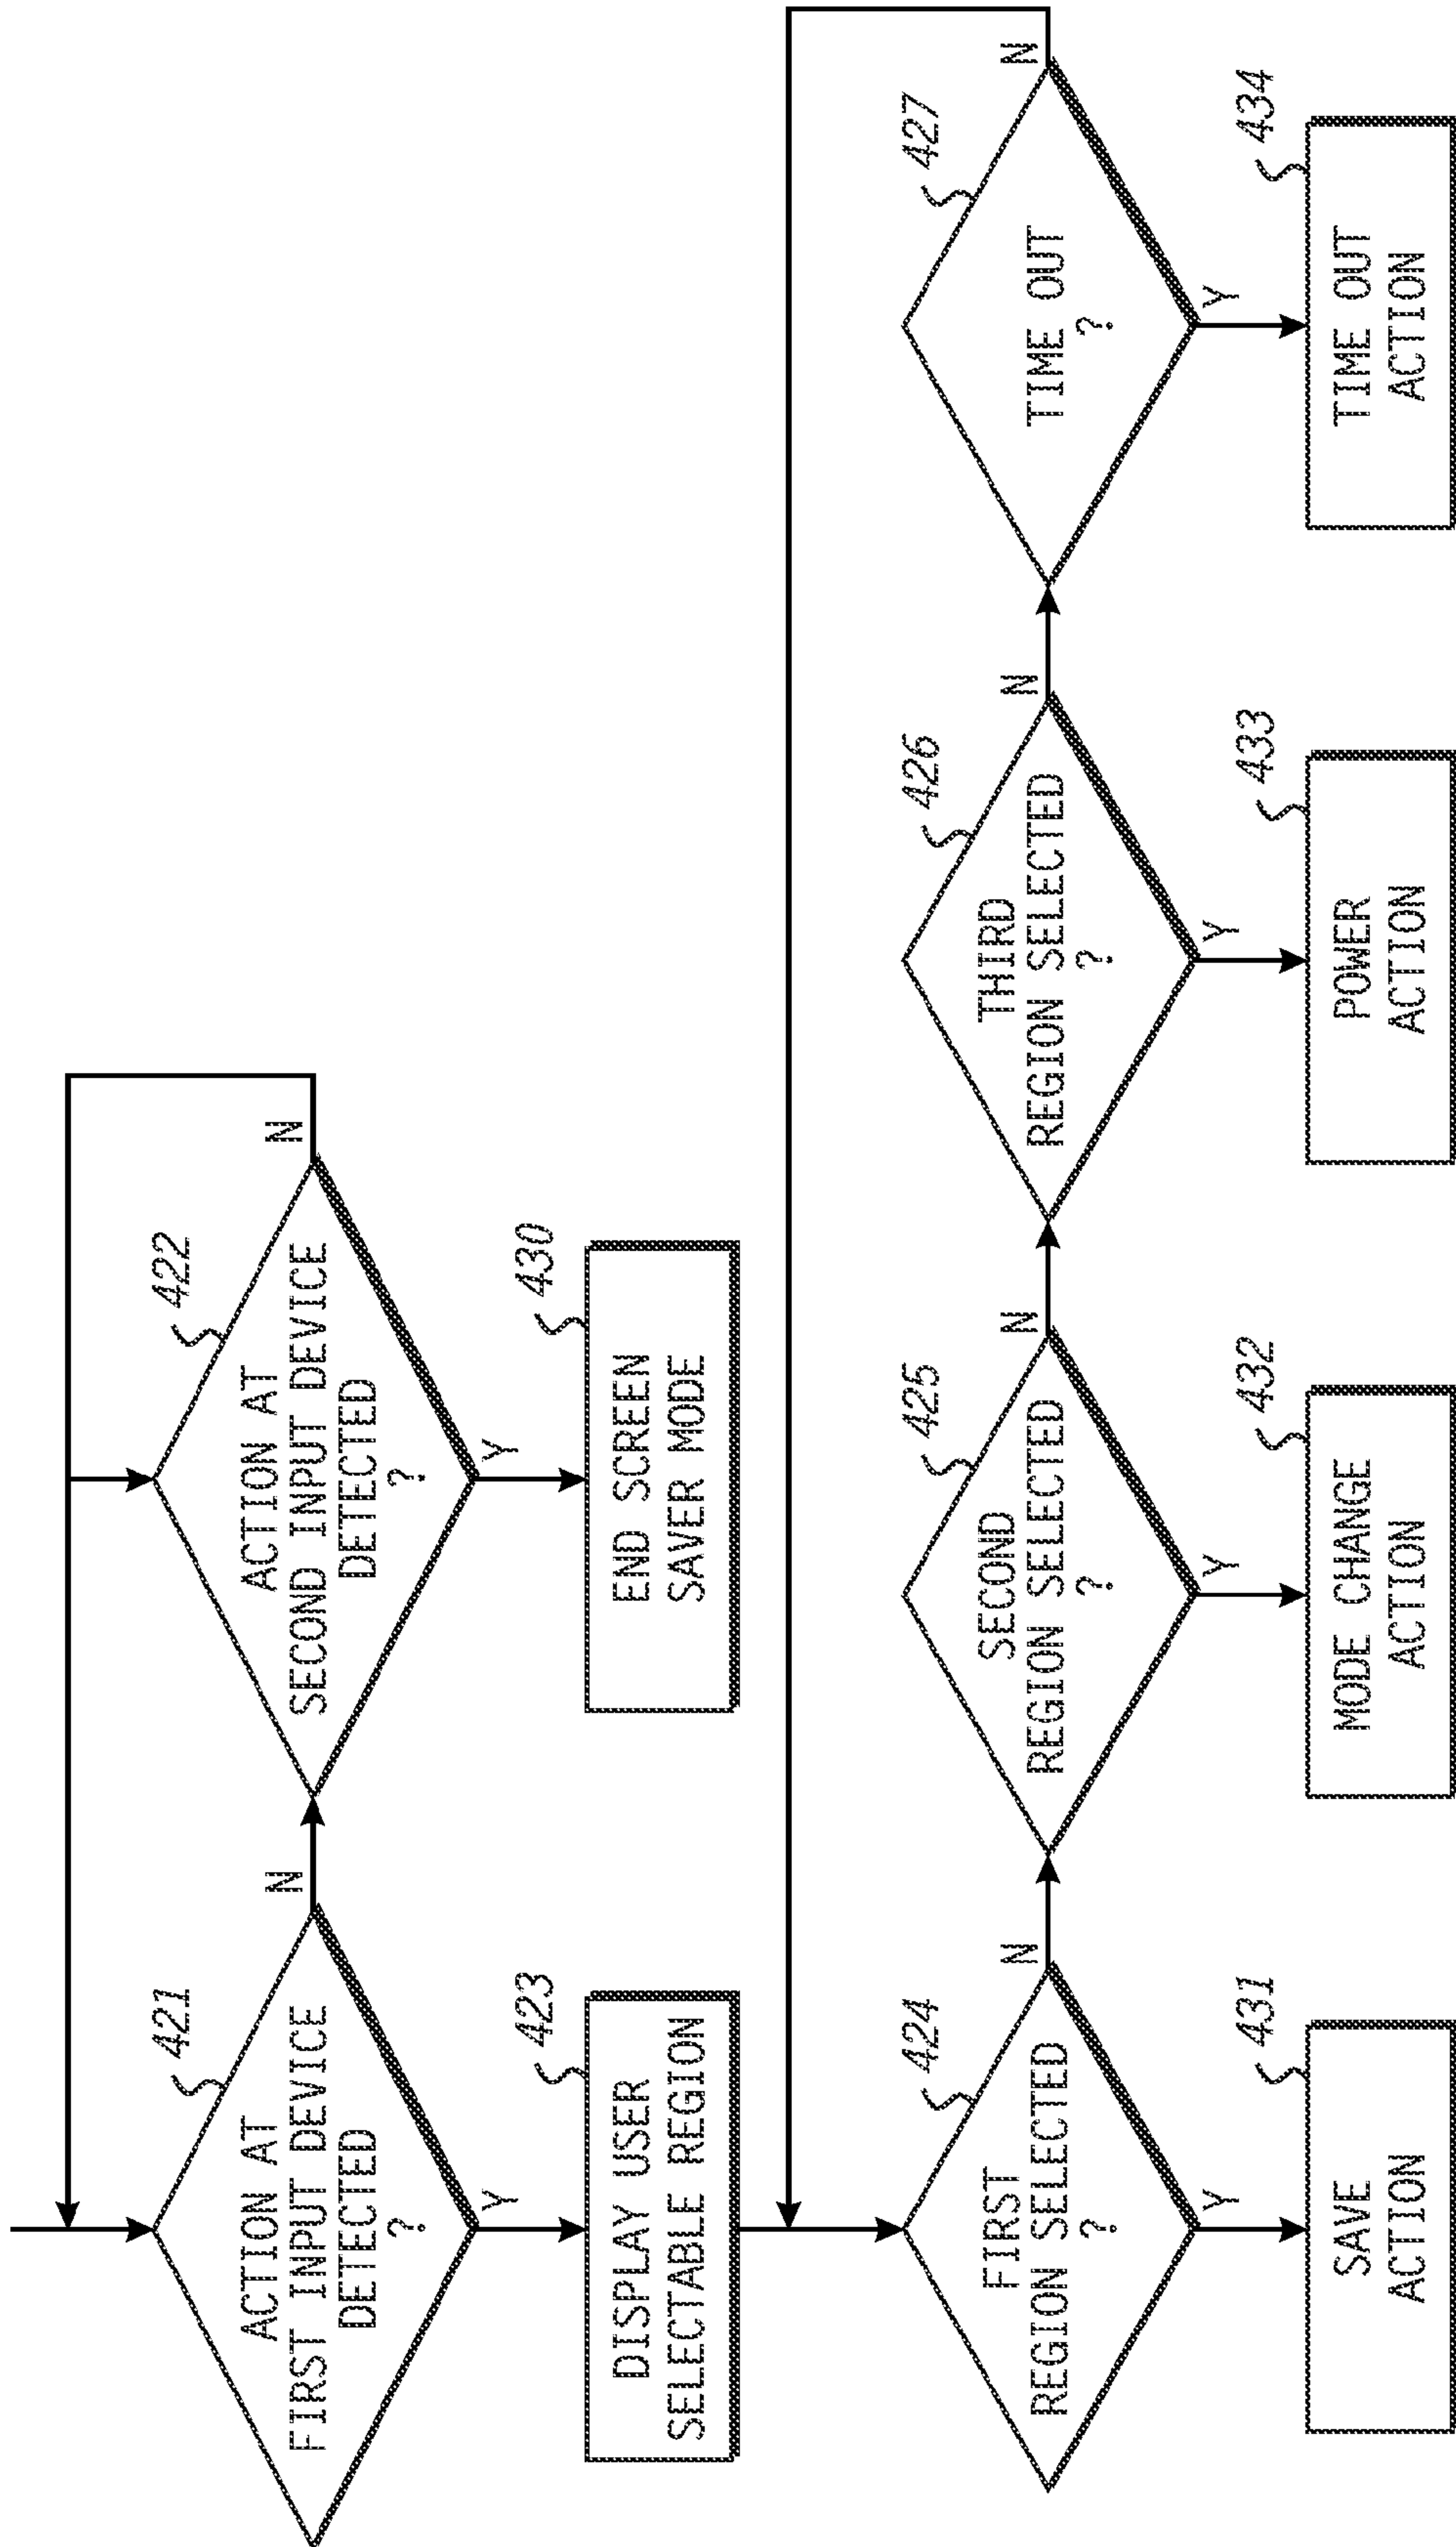 421
ACTION AT
FIRST INPUT DEVICE
DETECTED
?
N
Y
422
ACTION AT
SECOND INPUT DEVICE
DETECTED
?
N
Y
423
DISPLAY USER
SELECTABLE REGION
430
END SCREEN
SAVER MODE
424
FIRST
REGION SELECTED
?
N
Y
425
SECOND
REGION SELECTED
?
N
Y
426
THIRD
REGION SELECTED
?
N
Y
427
TIME OUT
?
N
Y
431
SAVE
ACTION
432
MODE CHANGE
ACTION
433
POWER
ACTION
434
TIME OUT
ACTION